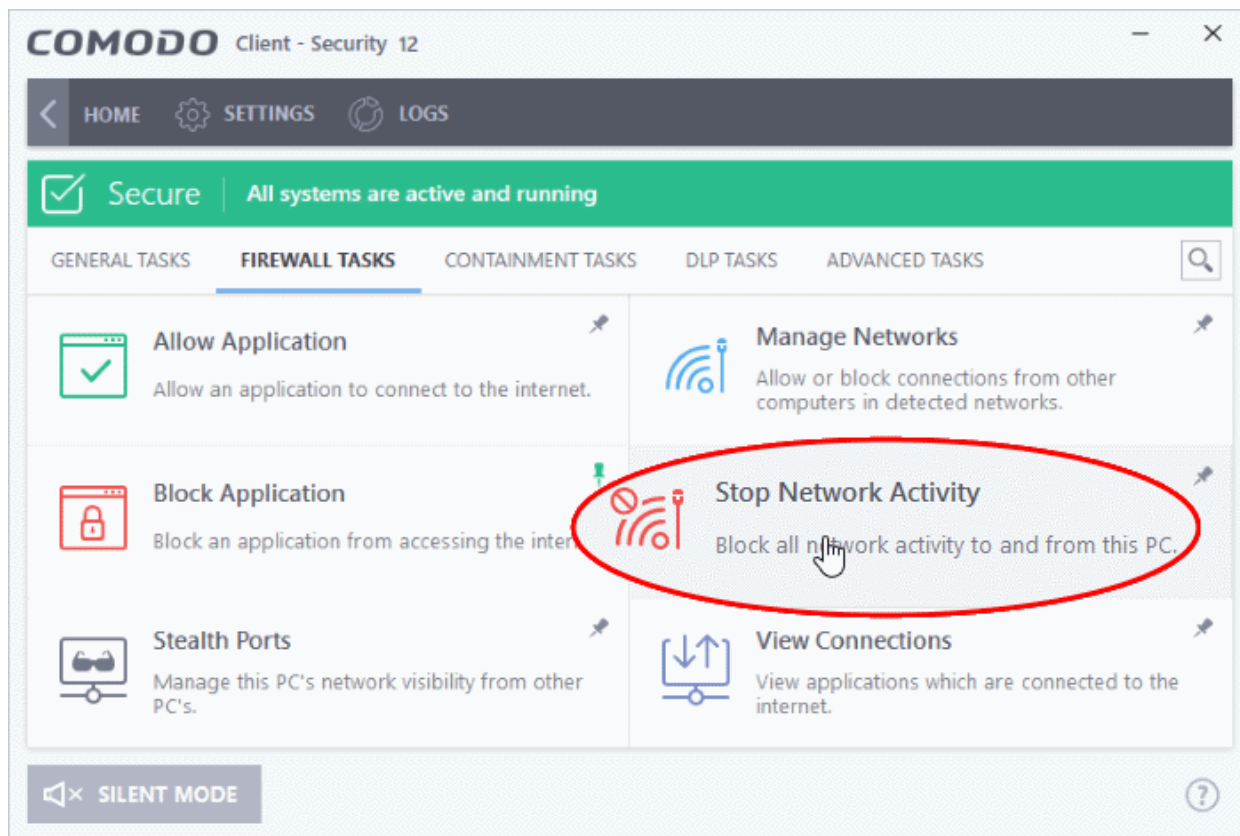 COMODO Client - Security 12
HOME SETTINGS LOGS
Secure All systems are active and running
GENERAL TASKS FIREWALL TASKS CONTAINMENT TASKS DLP TASKS ADVANCED TASKS
Allow Application
Allow an application to connect to the internet.
Manage Networks
Allow or block connections from other
computers in detected networks.
Block Application
Block an application from accessing the inter
Stop Network Activity
Block all network activity to and from this PC.
Stealth Ports
Manage this PC's network visibility from other
PC's.
View Connections
View applications which are connected to the
internet.
SILENT MODE
?